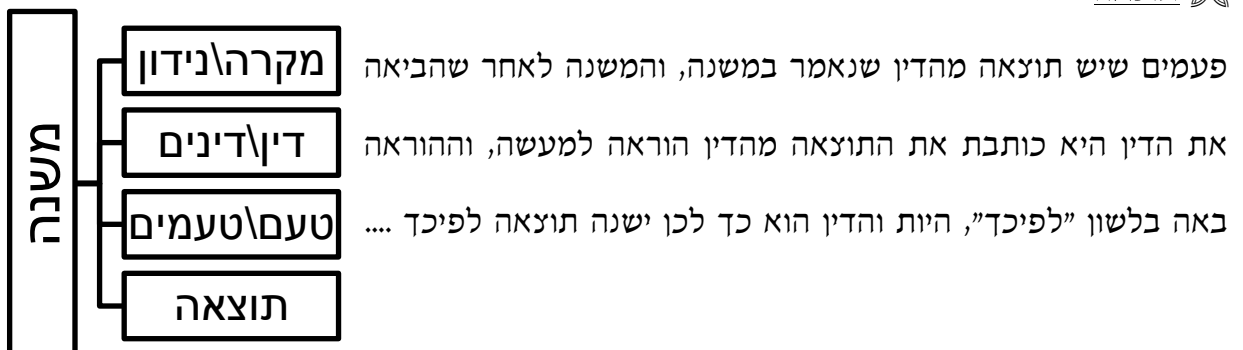 פעמים שיש תוצאה מהדין שנאמר במשנה, והמשנה לאחר שהביאה
את הדין היא כותבת את התוצאה מהדין הוראה למעשה, וההוראה
באה בלשון "לפיכך", היות והדין הוא כך לכן ישנה תוצאה לפיכך ....
משנה
מקרה\נידון
דין\דינים
טעם\טעמים
תוצאה